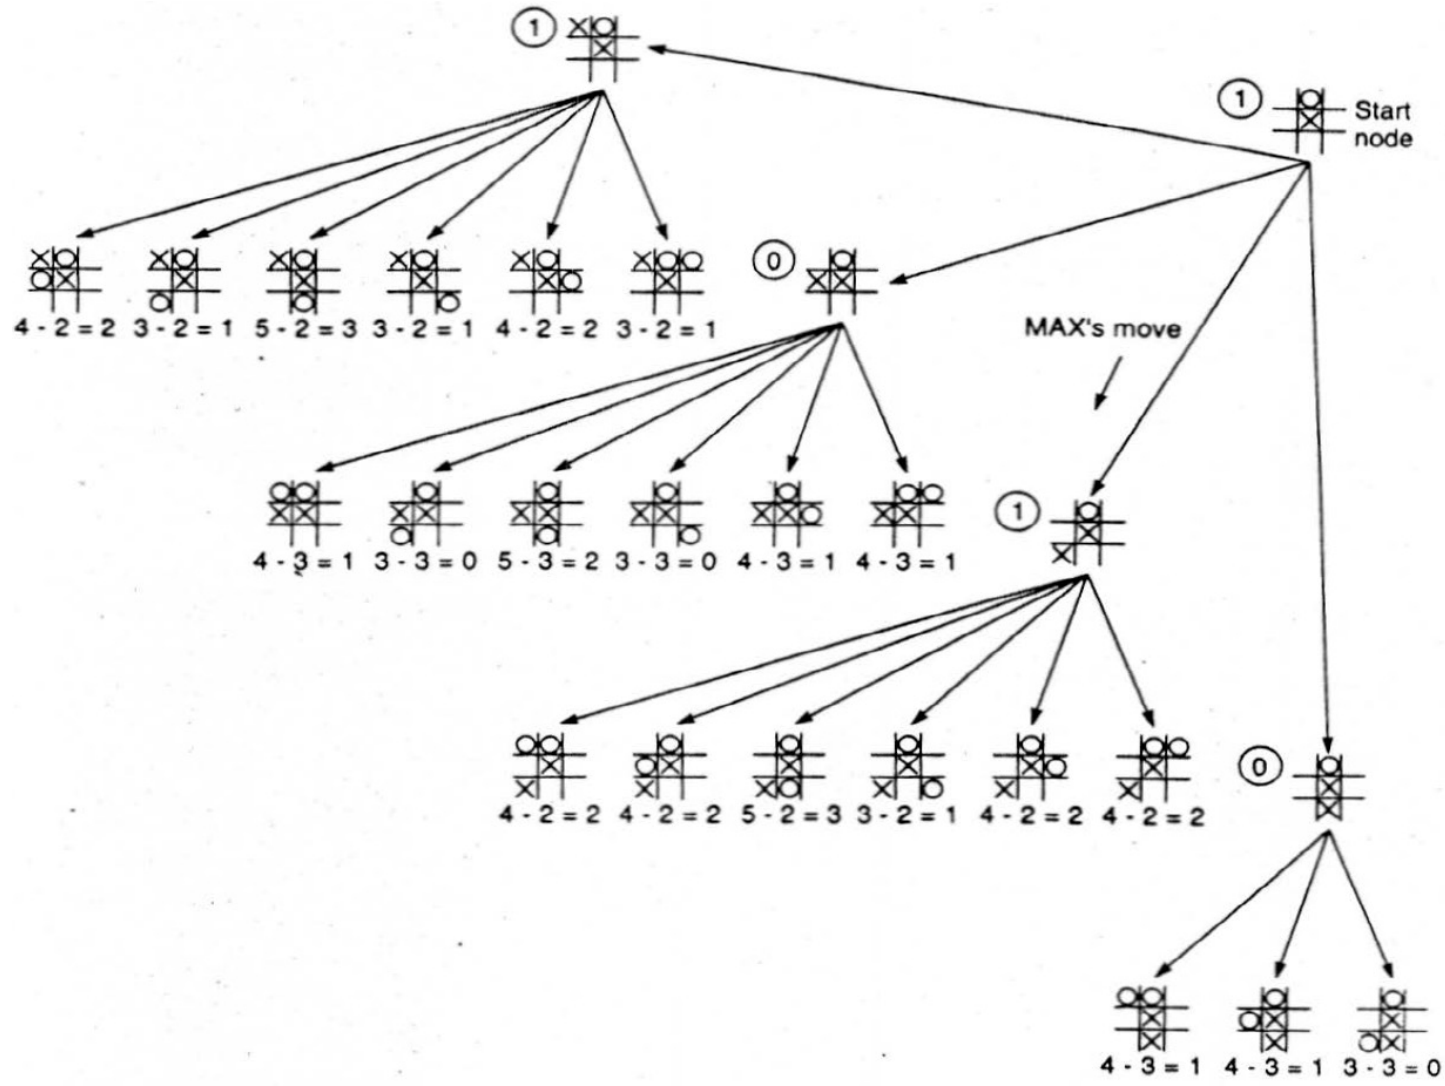 1
1
Start
node
4 - 2 = 2 3 - 2 = 1 5 - 2 = 3 3 - 2 = 1 4 - 2 = 2 3 - 2 = 1
0
MAX's move
4 - 3 = 1 3 - 3 = 0 5 - 3 = 2 3 - 3 = 0 4 - 3 = 1 4 - 3 = 1
1
4 - 2 = 2 4 - 2 = 2 5 - 2 = 3 3 - 2 = 1 4 - 2 = 2 4 - 2 = 2
0
4 - 3 = 1 4 - 3 = 1 3 - 3 = 0